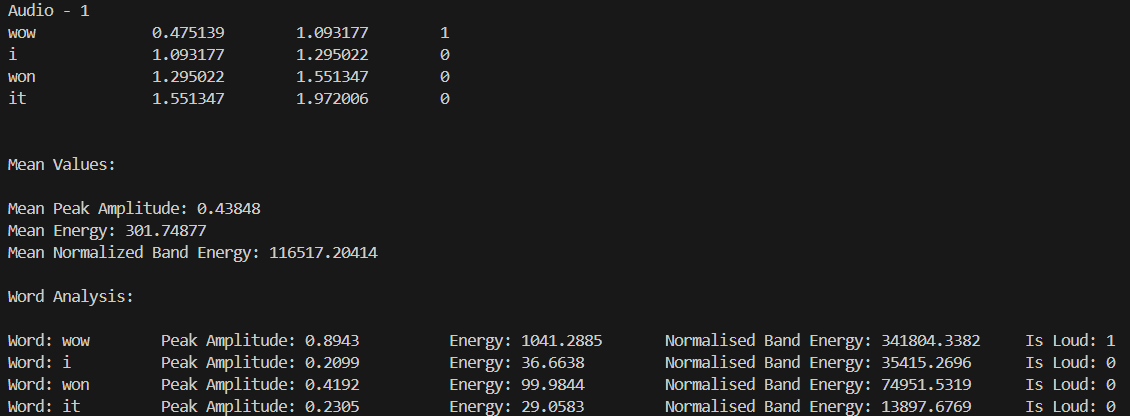 Audio - 1
wow 0.475139 1.093177 1
i 1.093177 1.295022 0
won 1.295022 1.551347 0
it 1.551347 1.972006 0
Mean Values:
Mean Peak Amplitude: 0.43848
Mean Energy: 301.74877
Mean Normalized Band Energy: 116517.20414
Word Analysis:
Word: wow Peak Amplitude: 0.8943 Energy: 1041.2885 Normalised Band Energy: 341804.3382 Is Loud: 1
Word: i Peak Amplitude: 0.2099 Energy: 36.6638 Normalised Band Energy: 35415.2696 Is Loud: 0
Word: won Peak Amplitude: 0.4192 Energy: 99.9844 Normalised Band Energy: 74951.5319 Is Loud: 0
Word: it Peak Amplitude: 0.2305 Energy: 29.0583 Normalised Band Energy: 13897.6769 Is Loud: 0